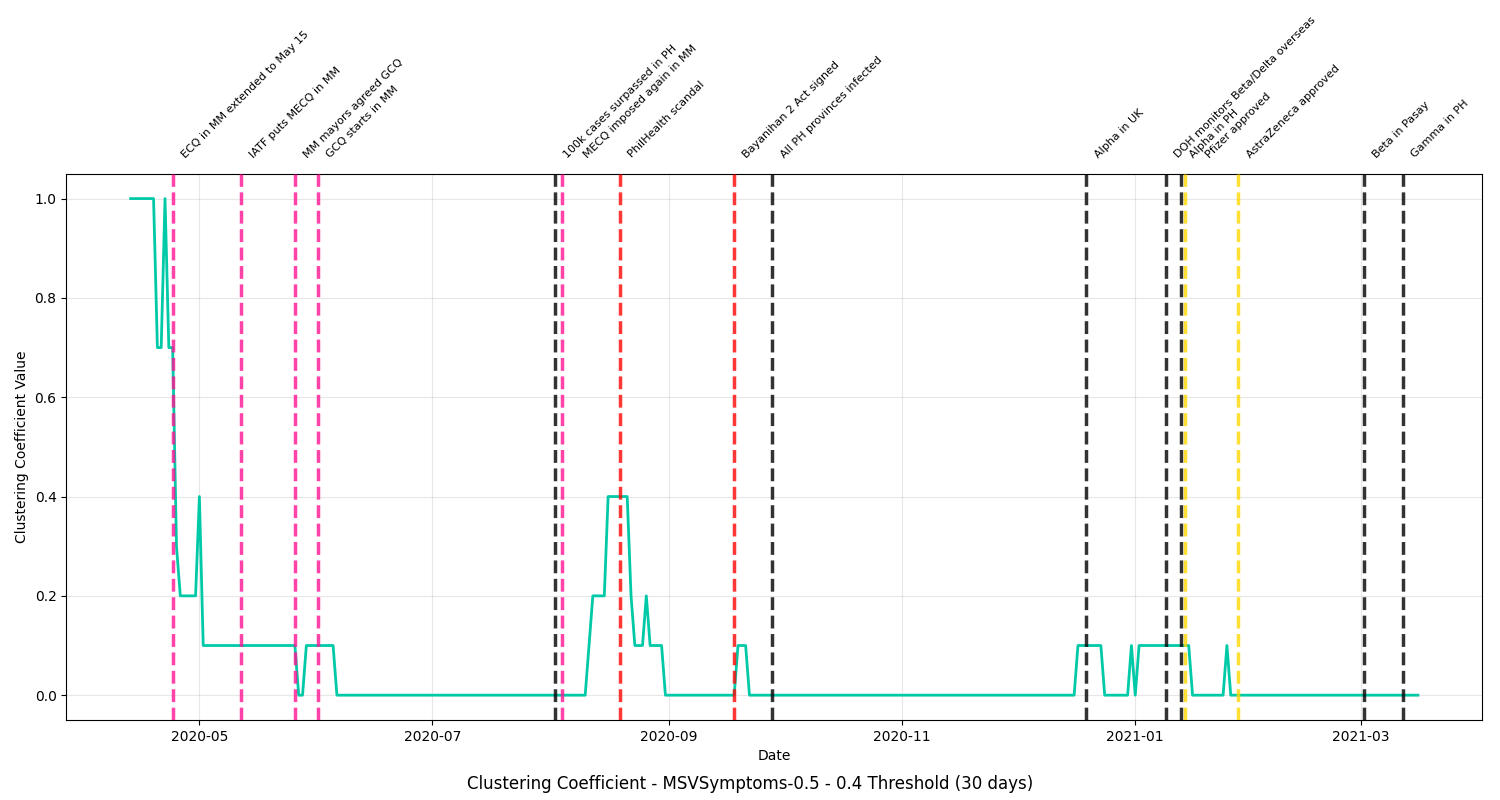 ECQ in MM extended to May 15
IATF puts MECQ in MM
MM mayors agreed GCQ
GCQ starts in MM
100k cases surpassed in PH
MECQ imposed again in MM
PhilHealth scandal
Bayanihan 2 Act signed
All PH provinces infected
Alpha in UK
DOH monitors Beta/Delta overseas
Alpha in PH
Pfizer approved
AstraZeneca approved
Beta in Pasay
Gamma in PH
Clustering Coefficient Value
1.0
0.8
0.6
0.4
0.2
0.0
2020-05
2020-07
2020-09
2020-11
2021-01
2021-03
Date
Clustering Coefficient - MSVSymptoms-0.5 - 0.4 Threshold (30 days)